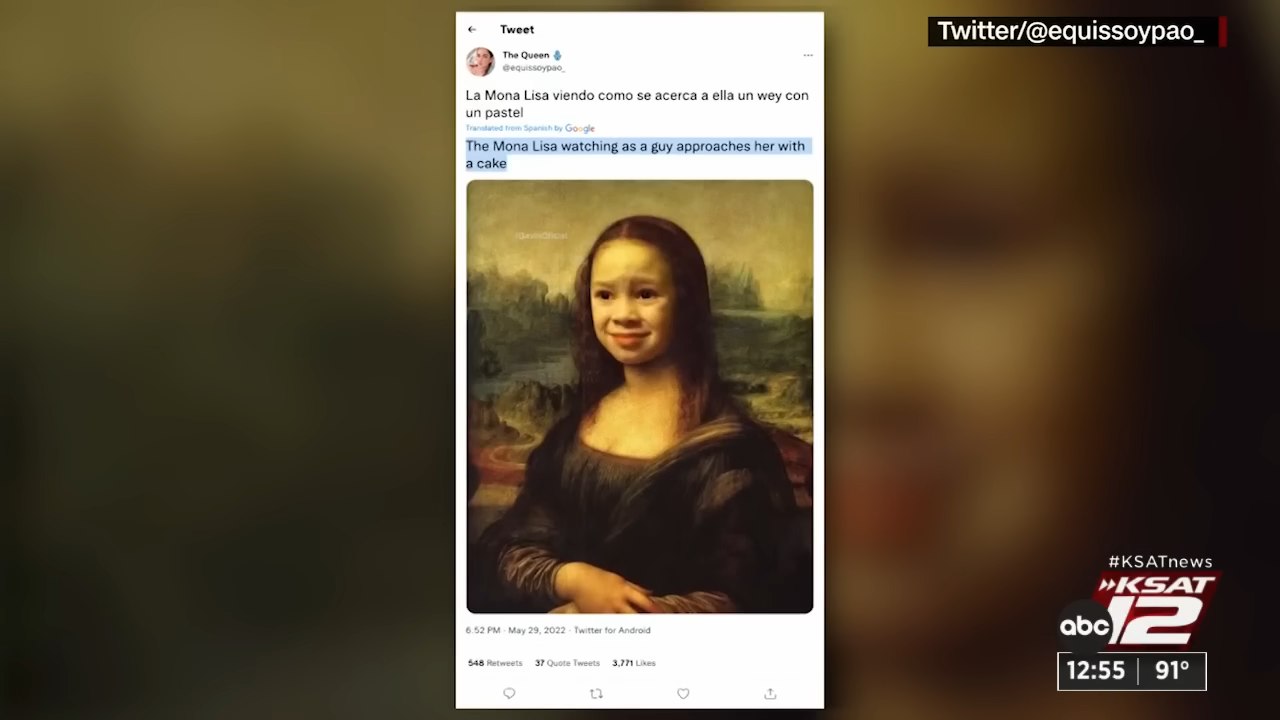 Twitter/@equissoypao_
← Tweet
The Queen
@equissoypao_
La Mona Lisa viendo como se acerca a ella un wey con
un pastel
Translated from Spanish by Google
The Mona Lisa watching as a guy approaches her with
a cake
6:52 PM · May 29, 2022 · Twitter for Android
548 Retweets 37 Quote Tweets 3,771 Likes
#KSATnews
KSAT
abc 12
12:55 | 91°